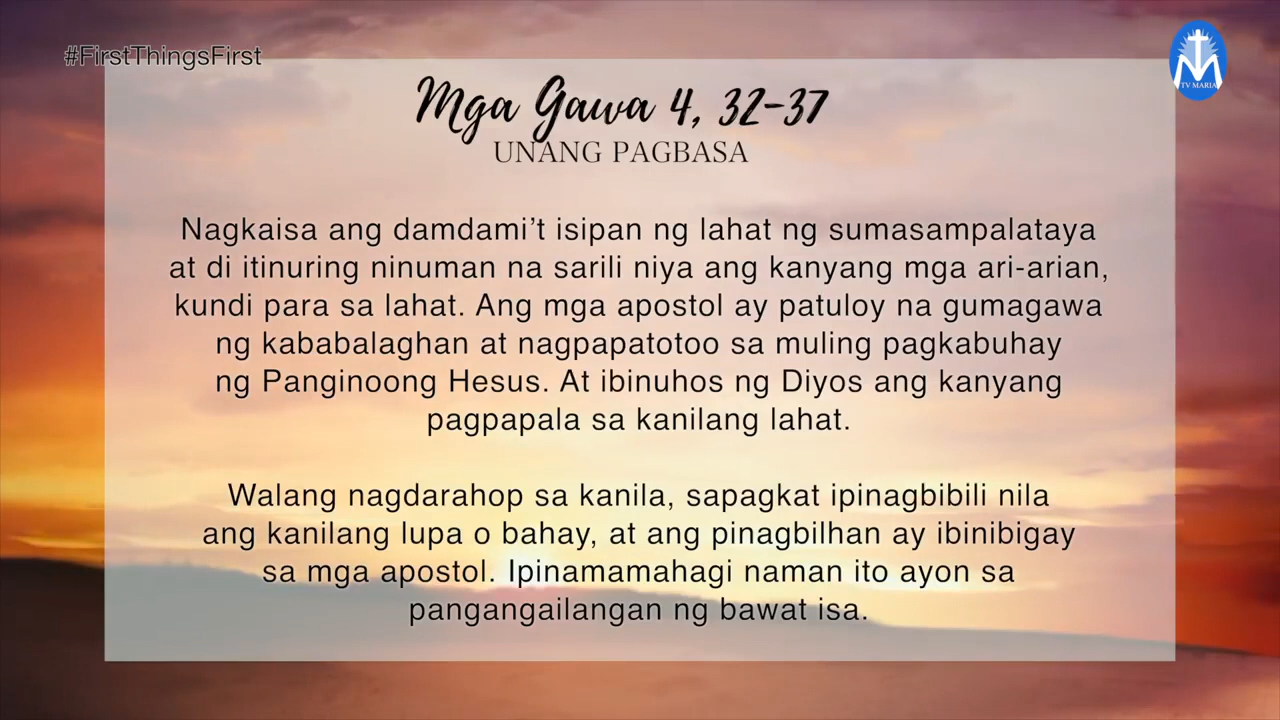 #FirstThingsFirst
TV MARIA
Mga Gawa 4, 32-37
UNANG PAGBASA
Nagkaisa ang damdami’t isipan ng lahat ng sumasampalataya
at di itinuring ninuman na sarili niya ang kanyang mga ari-arian,
kundi para sa lahat. Ang mga apostol ay patuloy na gumagawa
ng kababalaghan at nagpapatotoo sa muling pagkabuhay
ng Panginoong Hesus. At ibinuhos ng Diyos ang kanyang
pagpapala sa kanilang lahat.
Walang nagdarahop sa kanila, sapagkat ipinagbibili nila
ang kanilang lupa o bahay, at ang pinagbilhan ay ibinibigay
sa mga apostol. Ipinamamahagi naman ito ayon sa
pangangailangan ng bawat isa.